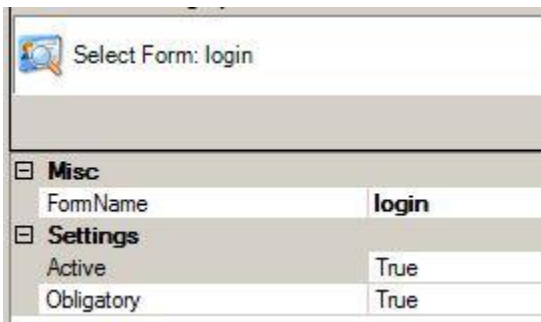 Select Form: login
Misc
FormName login
Settings
Active True
Obligatory True